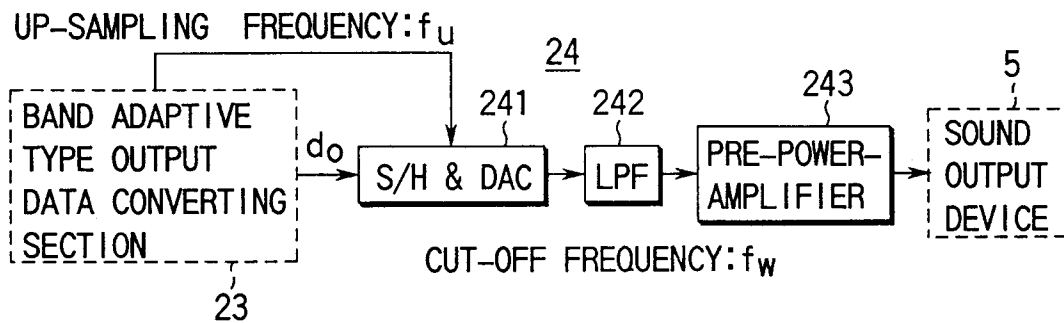 UP-SAMPLING FREQUENCY:fu
24
5
241
242
243
BAND ADAPTIVE
TYPE OUTPUT
DATA CONVERTING
SECTION
do
S/H & DAC
LPF
PRE-POWER-
AMPLIFIER
SOUND
OUTPUT
DEVICE
CUT-OFF FREQUENCY:fw
23